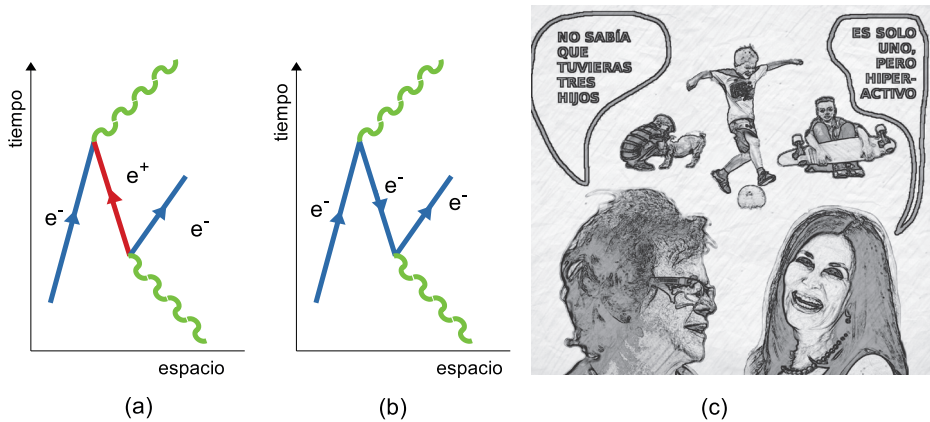 tiempo
e-
e+
e-
espacio
(a)
tiempo
e-
e-
e-
espacio
(b)
NO SABÍA
QUE
TUVIERAS
TRES
HIJOS
ES SOLO
UNO,
PERO
HIPER-
ACTIVO
(c)